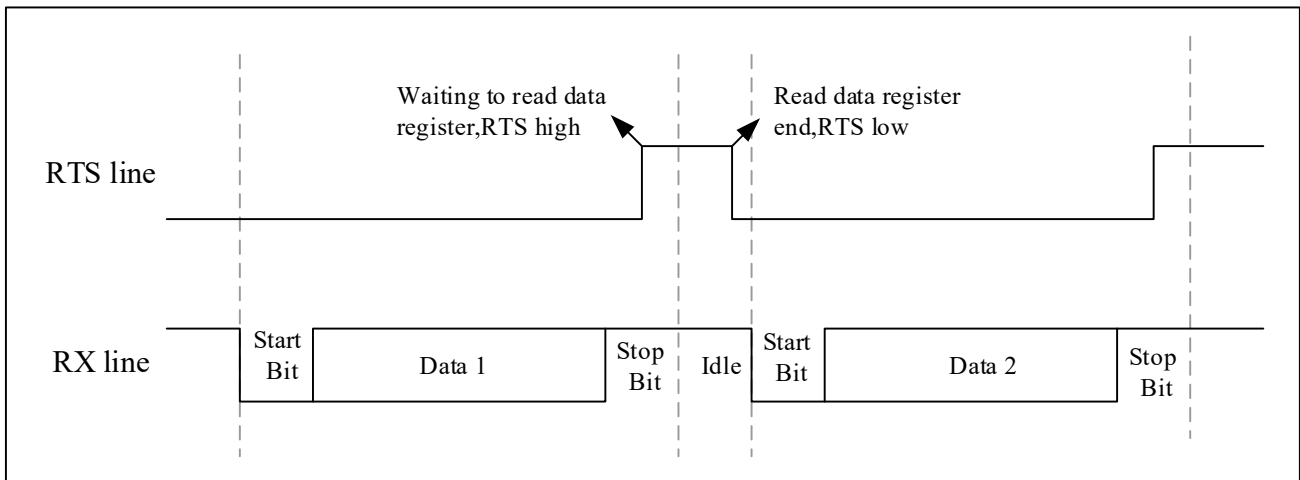 Waiting to read data
register,RTS high
Read data register
end,RTS low
RTS line
RX line
Start
Bit
Data 1
Stop
Bit
Idle
Start
Bit
Data 2
Stop
Bit